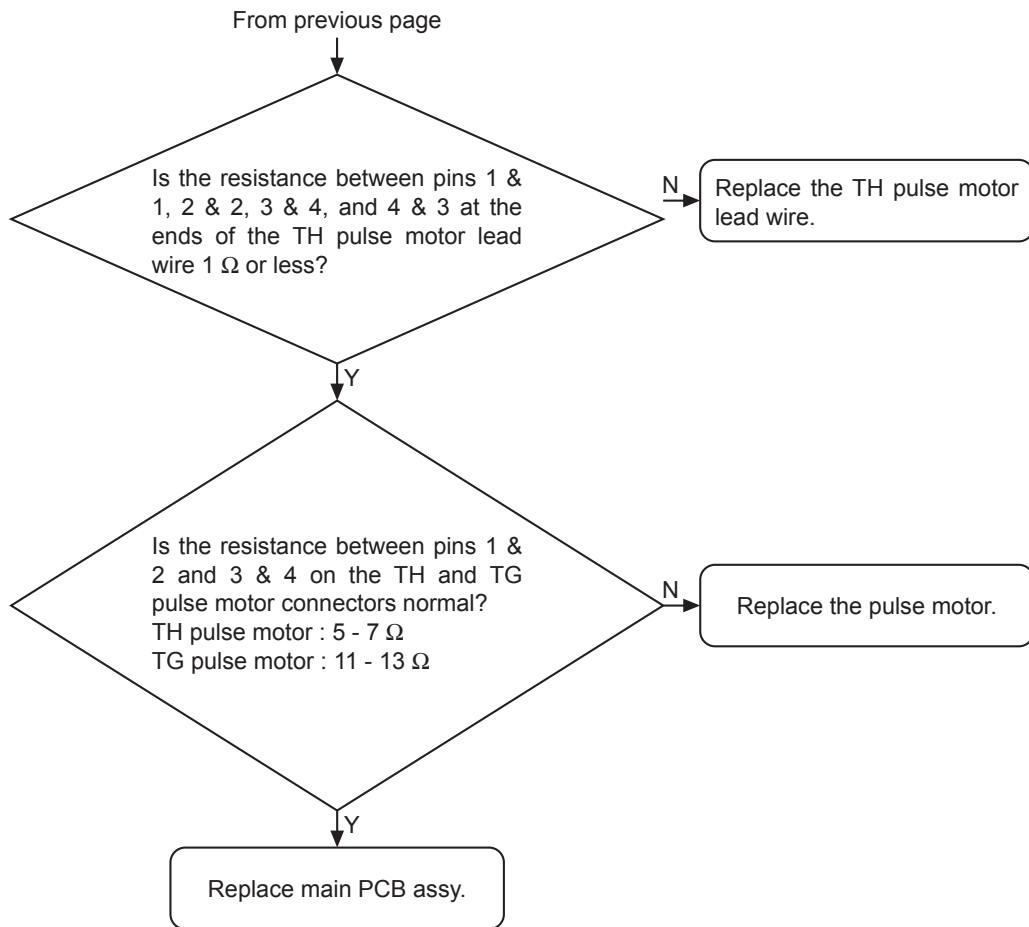 From previous page
Is the resistance between pins 1 &
1, 2 & 2, 3 & 4, and 4 & 3 at the
ends of the TH pulse motor lead
wire 1 Ω or less?
N
Replace the TH pulse motor
lead wire.
Y
Is the resistance between pins 1 &
2 and 3 & 4 on the TH and TG
pulse motor connectors normal?
TH pulse motor : 5 - 7 Ω
TG pulse motor : 11 - 13 Ω
N
Replace the pulse motor.
Y
Replace main PCB assy.